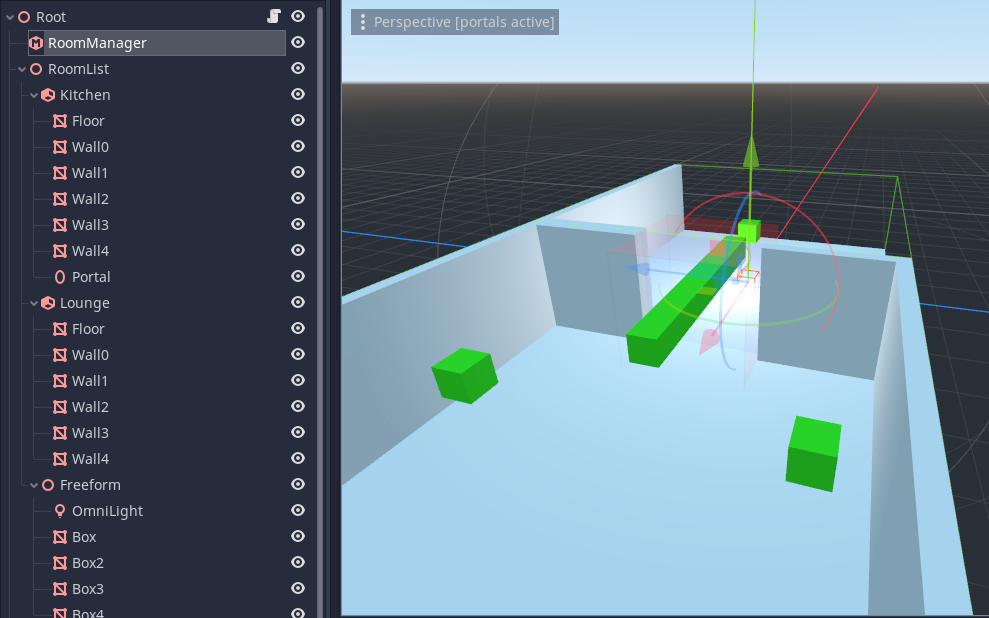 Root
RoomManager
RoomList
Kitchen
Floor
Wall0
Wall1
Wall2
Wall3
Wall4
Portal
Lounge
Floor
Wall0
Wall1
Wall2
Wall3
Wall4
Freeform
OmniLight
Box
Box2
Box3
Box4
Perspective [portals active]